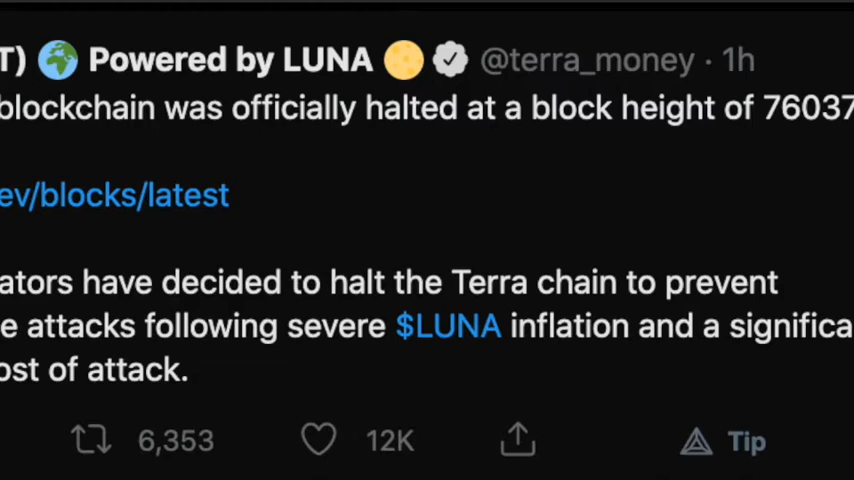 T) 🌍 Powered by LUNA 🌕 @terra_money · 1h
blockchain was officially halted at a block height of 76037
ev/blocks/latest
ators have decided to halt the Terra chain to prevent
e attacks following severe $LUNA inflation and a significa
ost of attack.
6,353 12K Tip